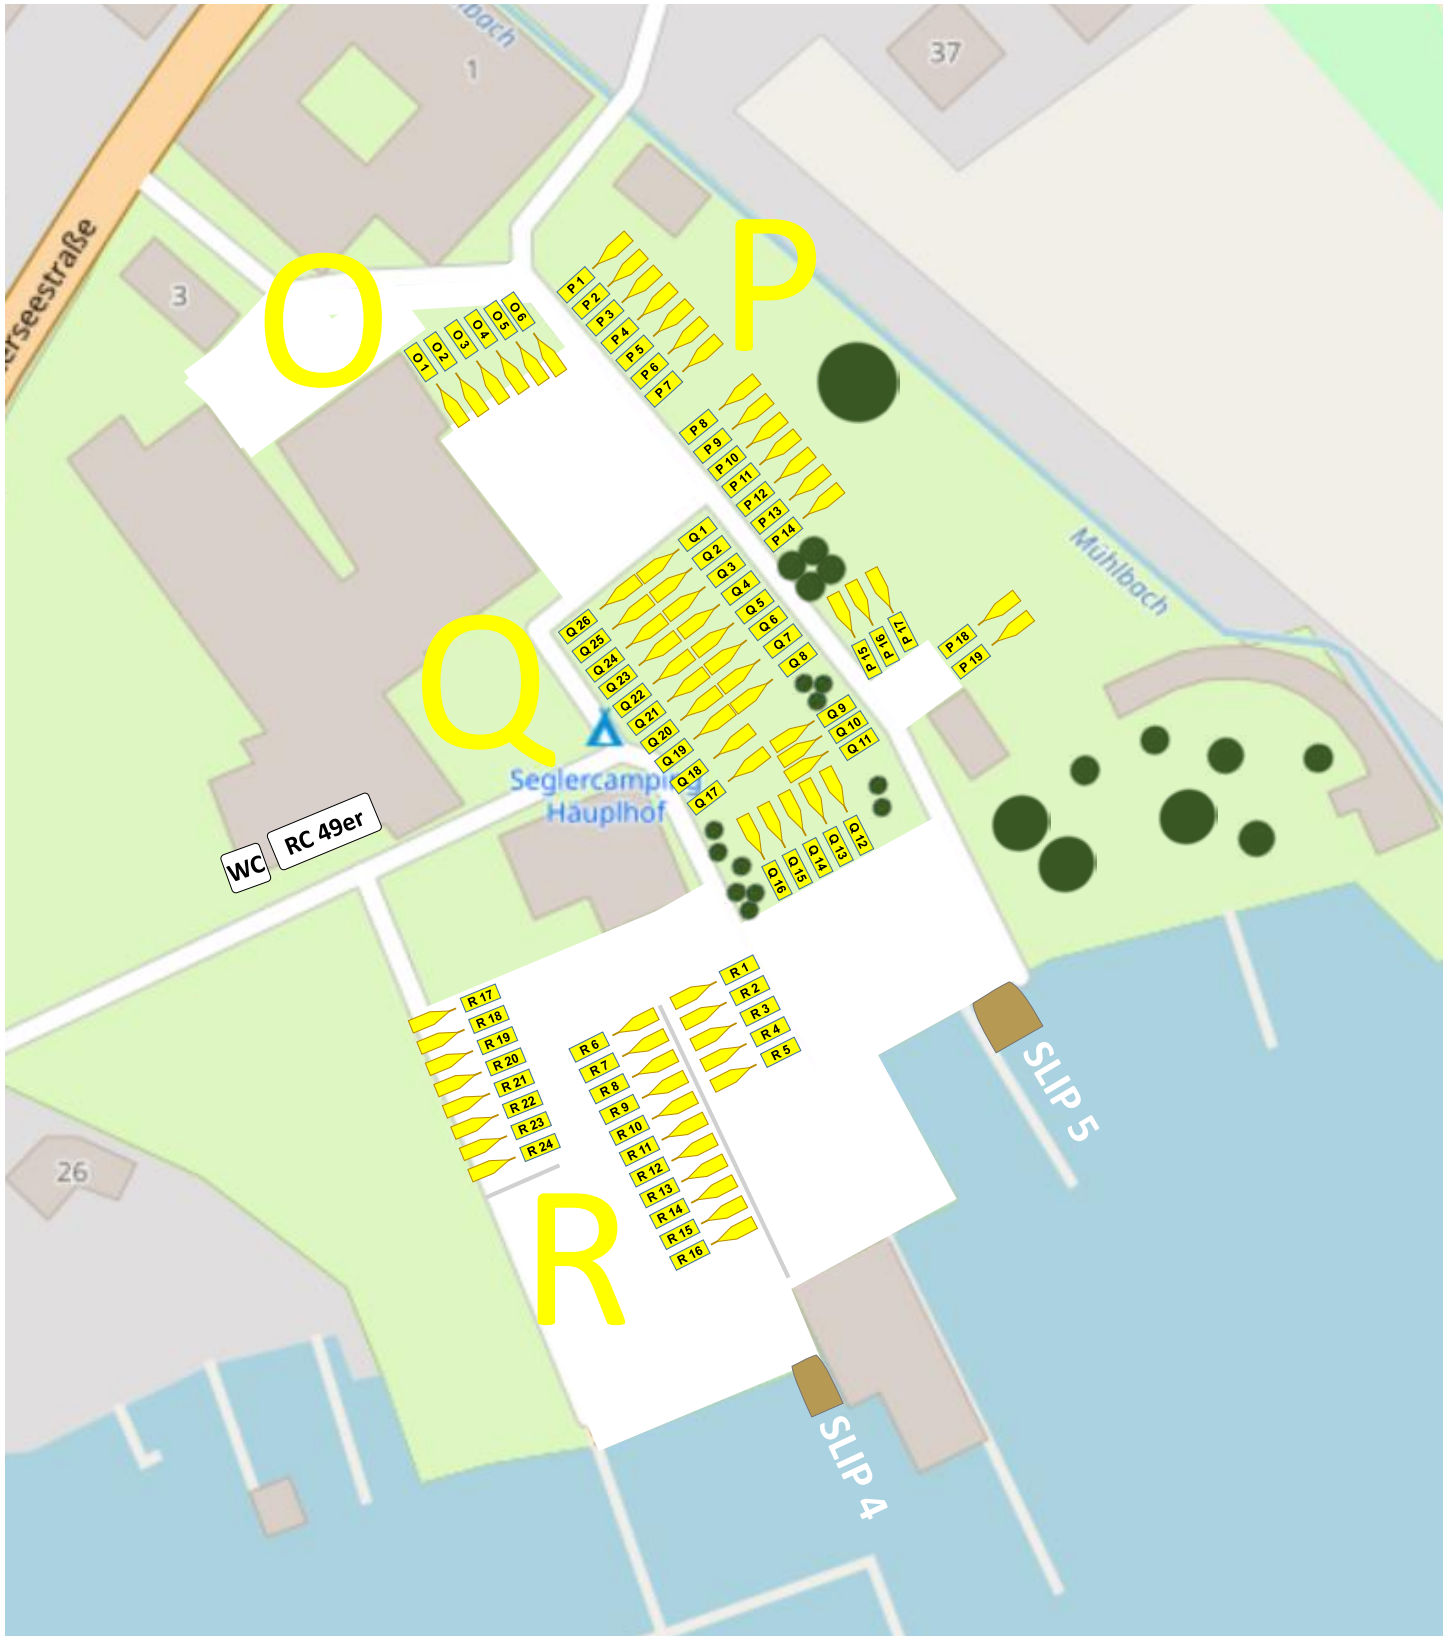 lbach
1
37
erseestraße
3
O
P
P 1
P 2
P 3
P 4
P 5
P 6
P 7
O 1
O 2
O 3
O 4
O 5
O 6
P 8
P 9
P 10
P 11
P 12
P 13
P 14
Mühlbach
P 15
P 16
P 17
P 18
P 19
Q
Q 1
Q 2
Q 3
Q 4
Q 5
Q 6
Q 7
Q 8
Q 9
Q 10
Q 11
Q 26
Q 25
Q 24
Q 23
Q 22
Q 21
Q 20
Q 19
Q 18
Q 17
Seglercamping
Häuplhof
Q 16
Q 15
Q 14
Q 13
Q 12
WC
RC 49er
R 1
R 2
R 3
R 4
R 5
R 17
R 18
R 19
R 20
R 21
R 22
R 23
R 24
R 6
R 7
R 8
R 9
R 10
R 11
R 12
R 13
R 14
R 15
R 16
SLIP 5
26
R
SLIP 4